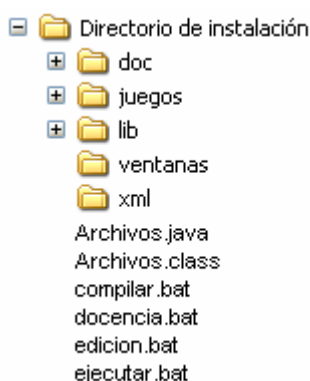 Directorio de instalación
doc
juegos
lib
ventanas
xml
Archivos.java
Archivos.class
compilar.bat
docencia.bat
edicion.bat
ejecutar.bat